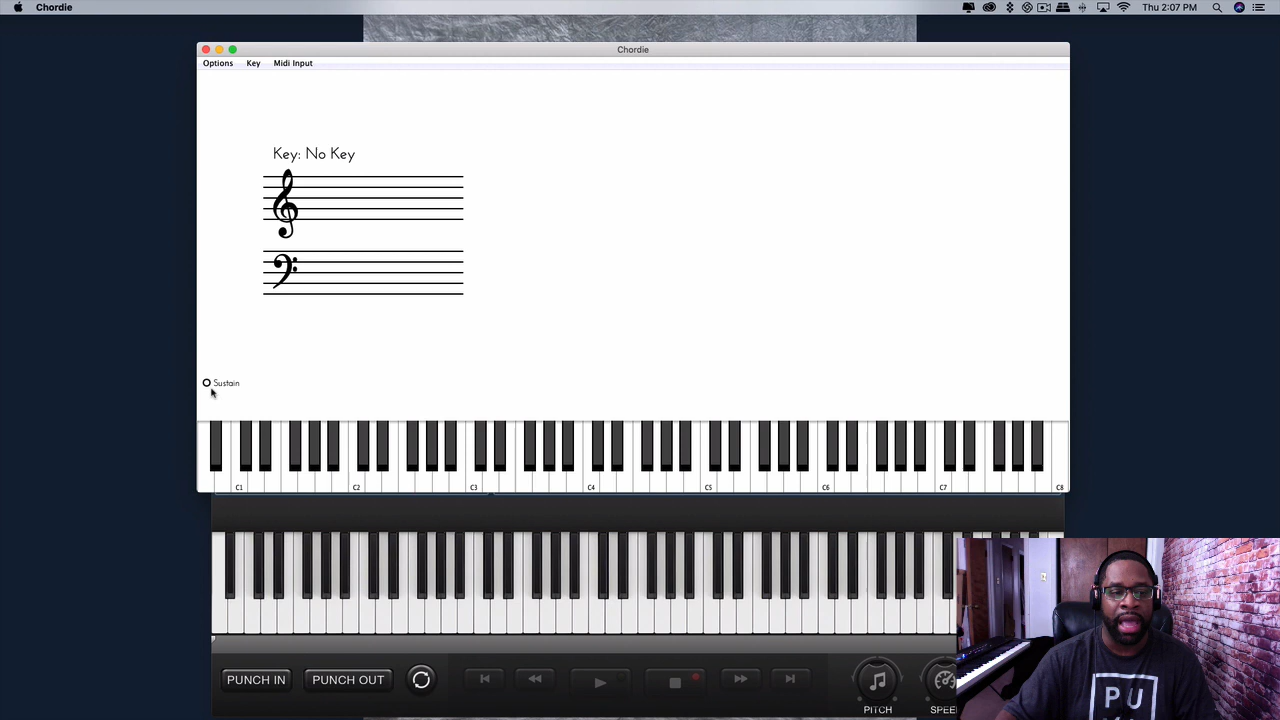 Chordie
Thu 2:07 PM
Chordie
Options Key Midi Input
Key: No Key
Sustain
C1 C2 C3 C4 C5 C6 C7 C8
PUNCH IN PUNCH OUT
PITCH
PU